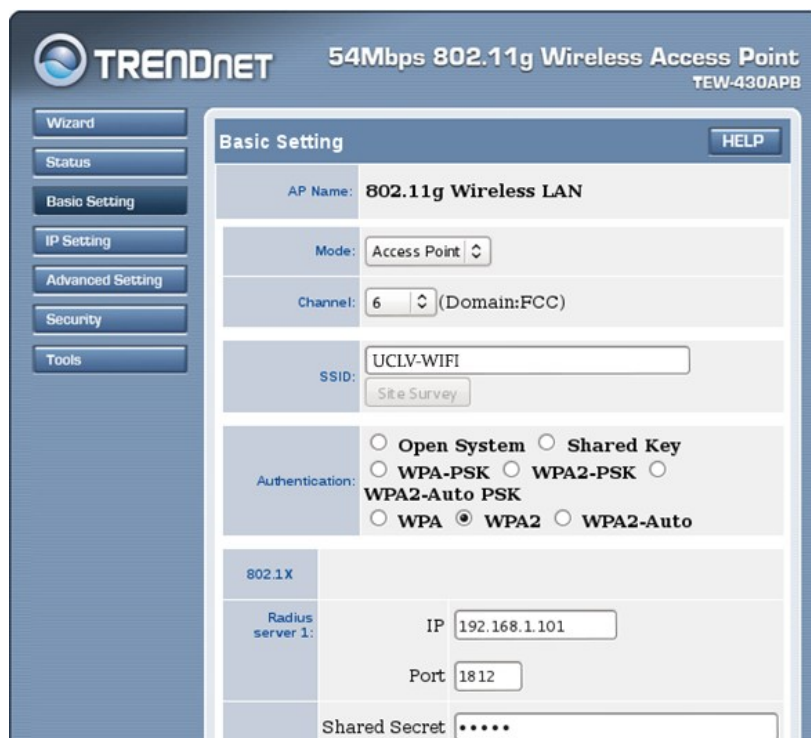 TRENDNET
54Mbps 802.11g Wireless Access Point
TEW-430APB
Wizard
Status
Basic Setting
IP Setting
Advanced Setting
Security
Tools
Basic Setting
HELP
AP Name: 802.11g Wireless LAN
Mode: Access Point
Channel: 6 (Domain:FCC)
SSID: UCLV-WIFI
Site Survey
Authentication:
Open System Shared Key
WPA-PSK WPA2-PSK
WPA2-Auto PSK
WPA WPA2 WPA2-Auto
802.1X
Radius server 1:
IP 192.168.1.101
Port 1812
Shared Secret •••••